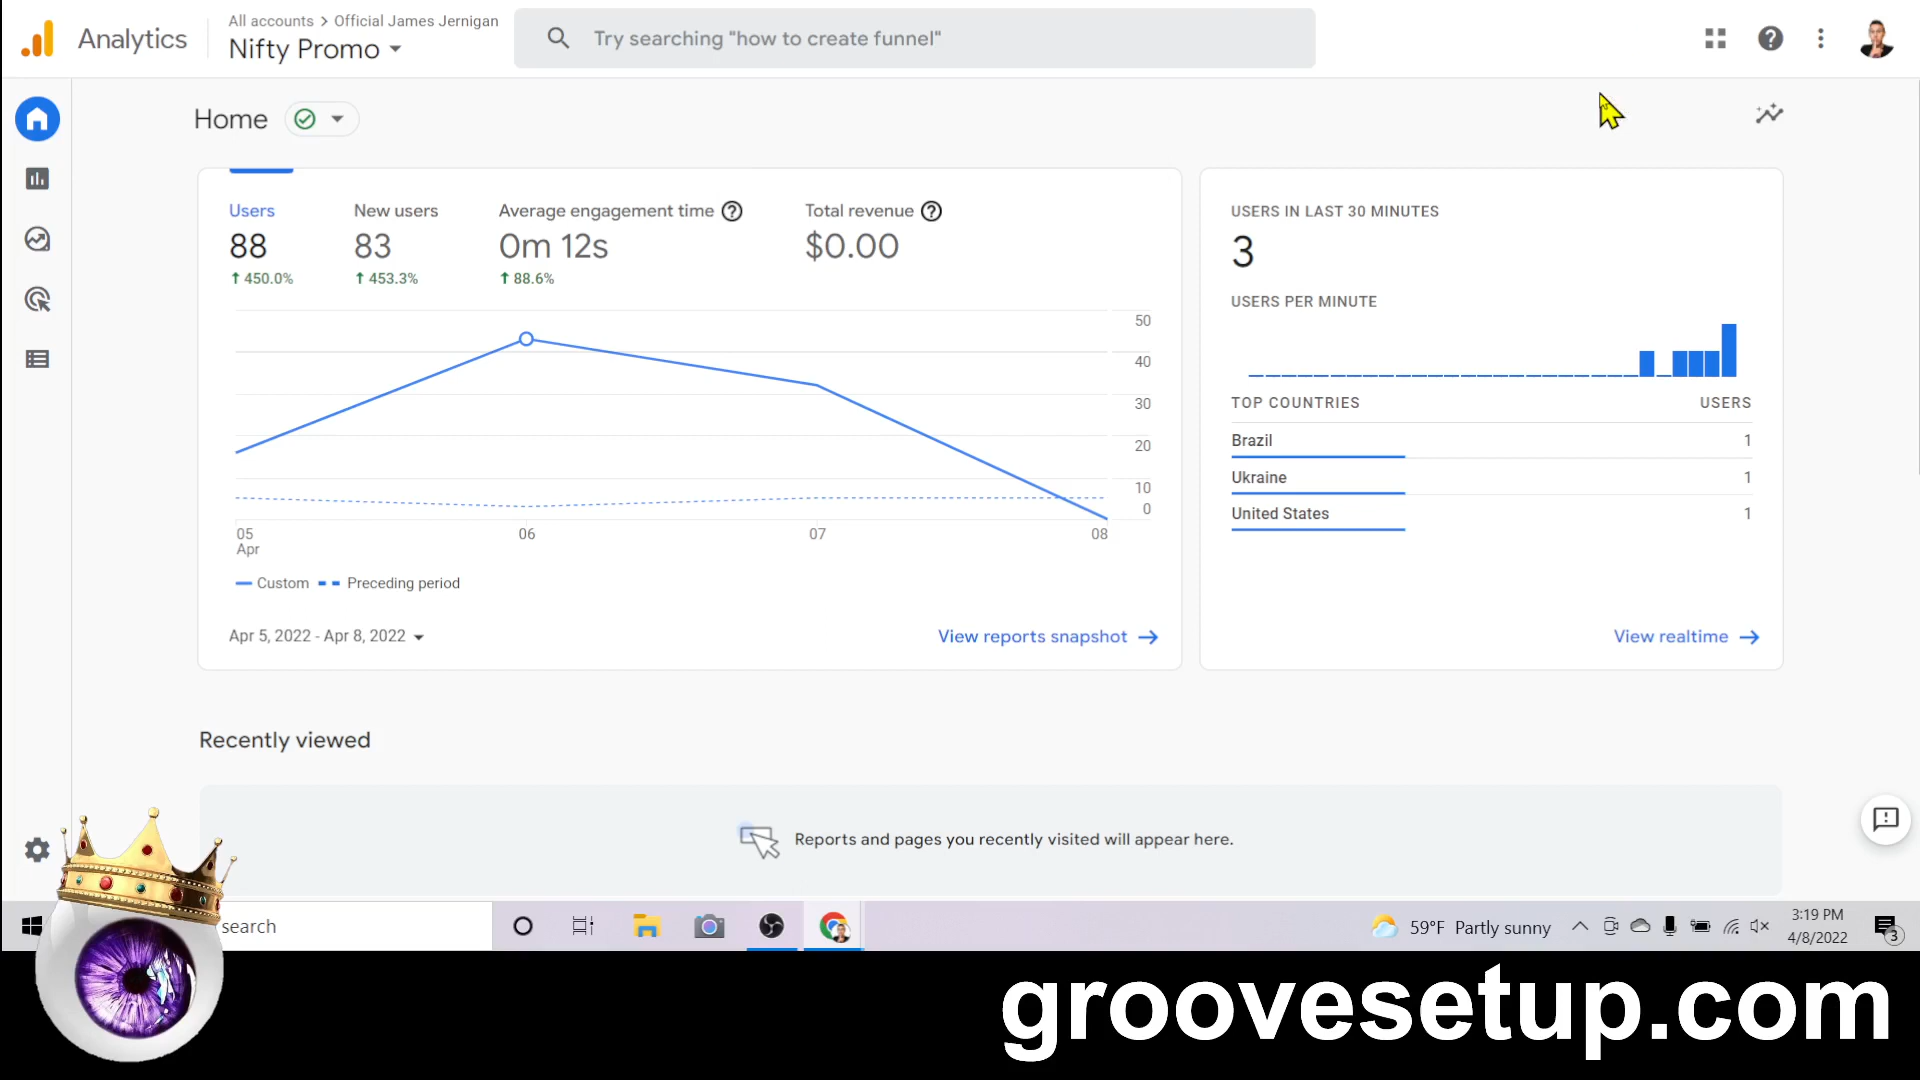 Analytics
All accounts > Official James Jernigan
Nifty Promo
Try searching "how to create funnel"
Home
Users
88
450.0%
New users
83
453.3%
Average engagement time
0m 12s
88.6%
Total revenue
$0.00
50
40
30
20
10
0
05
Apr
06
07
08
Custom
Preceding period
Apr 5, 2022 - Apr 8, 2022
View reports snapshot
USERS IN LAST 30 MINUTES
3
USERS PER MINUTE
TOP COUNTRIES USERS
Brazil 1
Ukraine 1
United States 1
View realtime
Recently viewed
Reports and pages you recently visited will appear here.
search
59°F Partly sunny
3:19 PM
4/8/2022
3
groovesetup.com